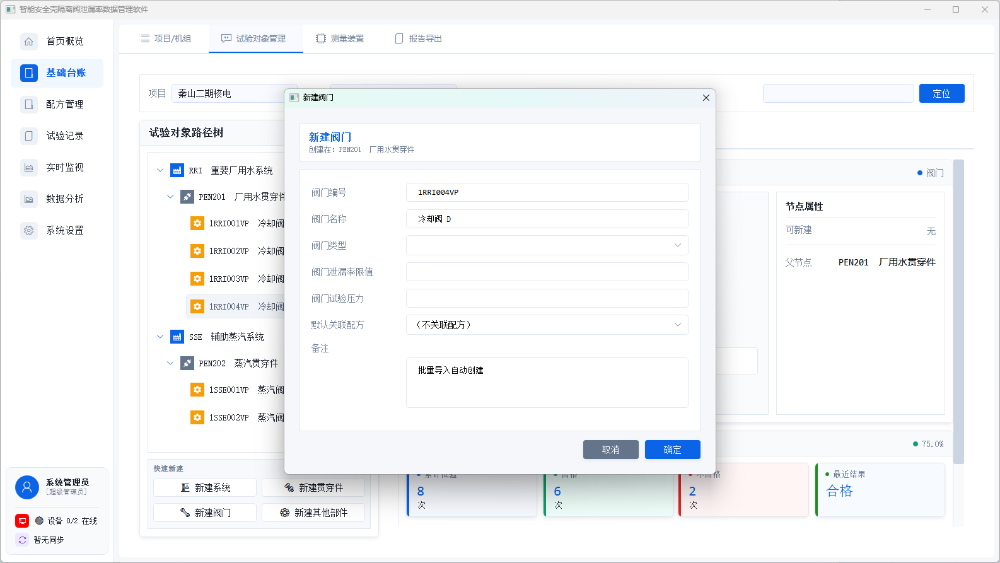 智能安全壳隔离阀泄漏率数据管理软件
首页概览
基础台账
配方管理
试验记录
实时监视
数据分析
系统设置
系统管理员
[超级管理员]
设备 0/2 在线
暂无同步
项目/机组
试验对象管理
测量装置
报告导出
项目
秦山二期核电
定位
试验对象路径树
RRI 重要厂用水系统
PEN201 厂用水贯穿件
1RRI001VP 冷却阀
1RRI002VP 冷却阀
1RRI003VP 冷却阀
1RRI004VP 冷却阀
SSE 辅助蒸汽系统
PEN202 蒸汽贯穿件
1SSE001VP 蒸汽阀
1SSE002VP 蒸汽阀
快速新建
新建系统
新建贯穿件
新建阀门
新建其他部件
新建阀门
新建阀门
创建在: PEN201 厂用水贯穿件
阀门编号
1RRI004VP
阀门名称
冷却阀 D
阀门类型
阀门泄漏率限值
阀门试验压力
默认关联配方
（不关联配方）
备注
批量导入自动创建
取消
确定
阀门
节点属性
可新建
无
父节点
PEN201 厂用水贯穿件
75.0%
累计试验
8
次
合格
6
次
不合格
2
次
最近结果
合格